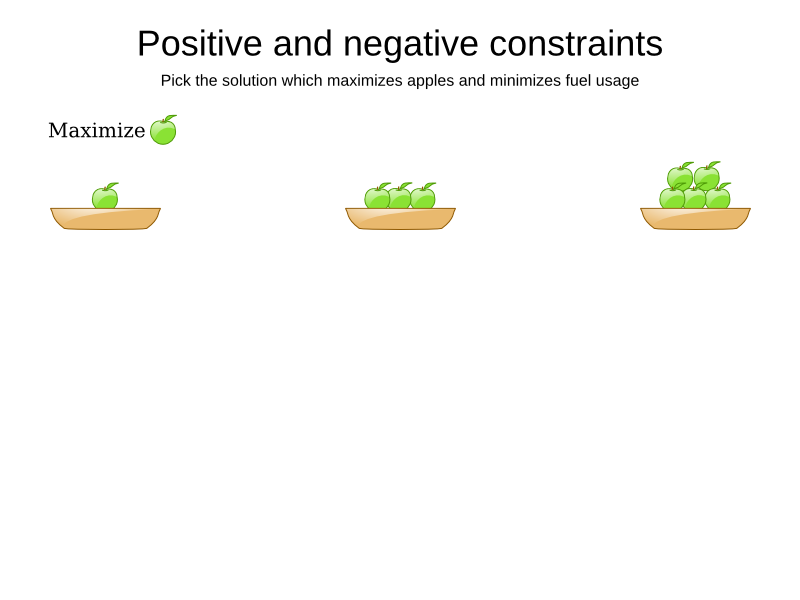 Positive and negative constraints
Pick the solution which maximizes apples and minimizes fuel usage
Maximize